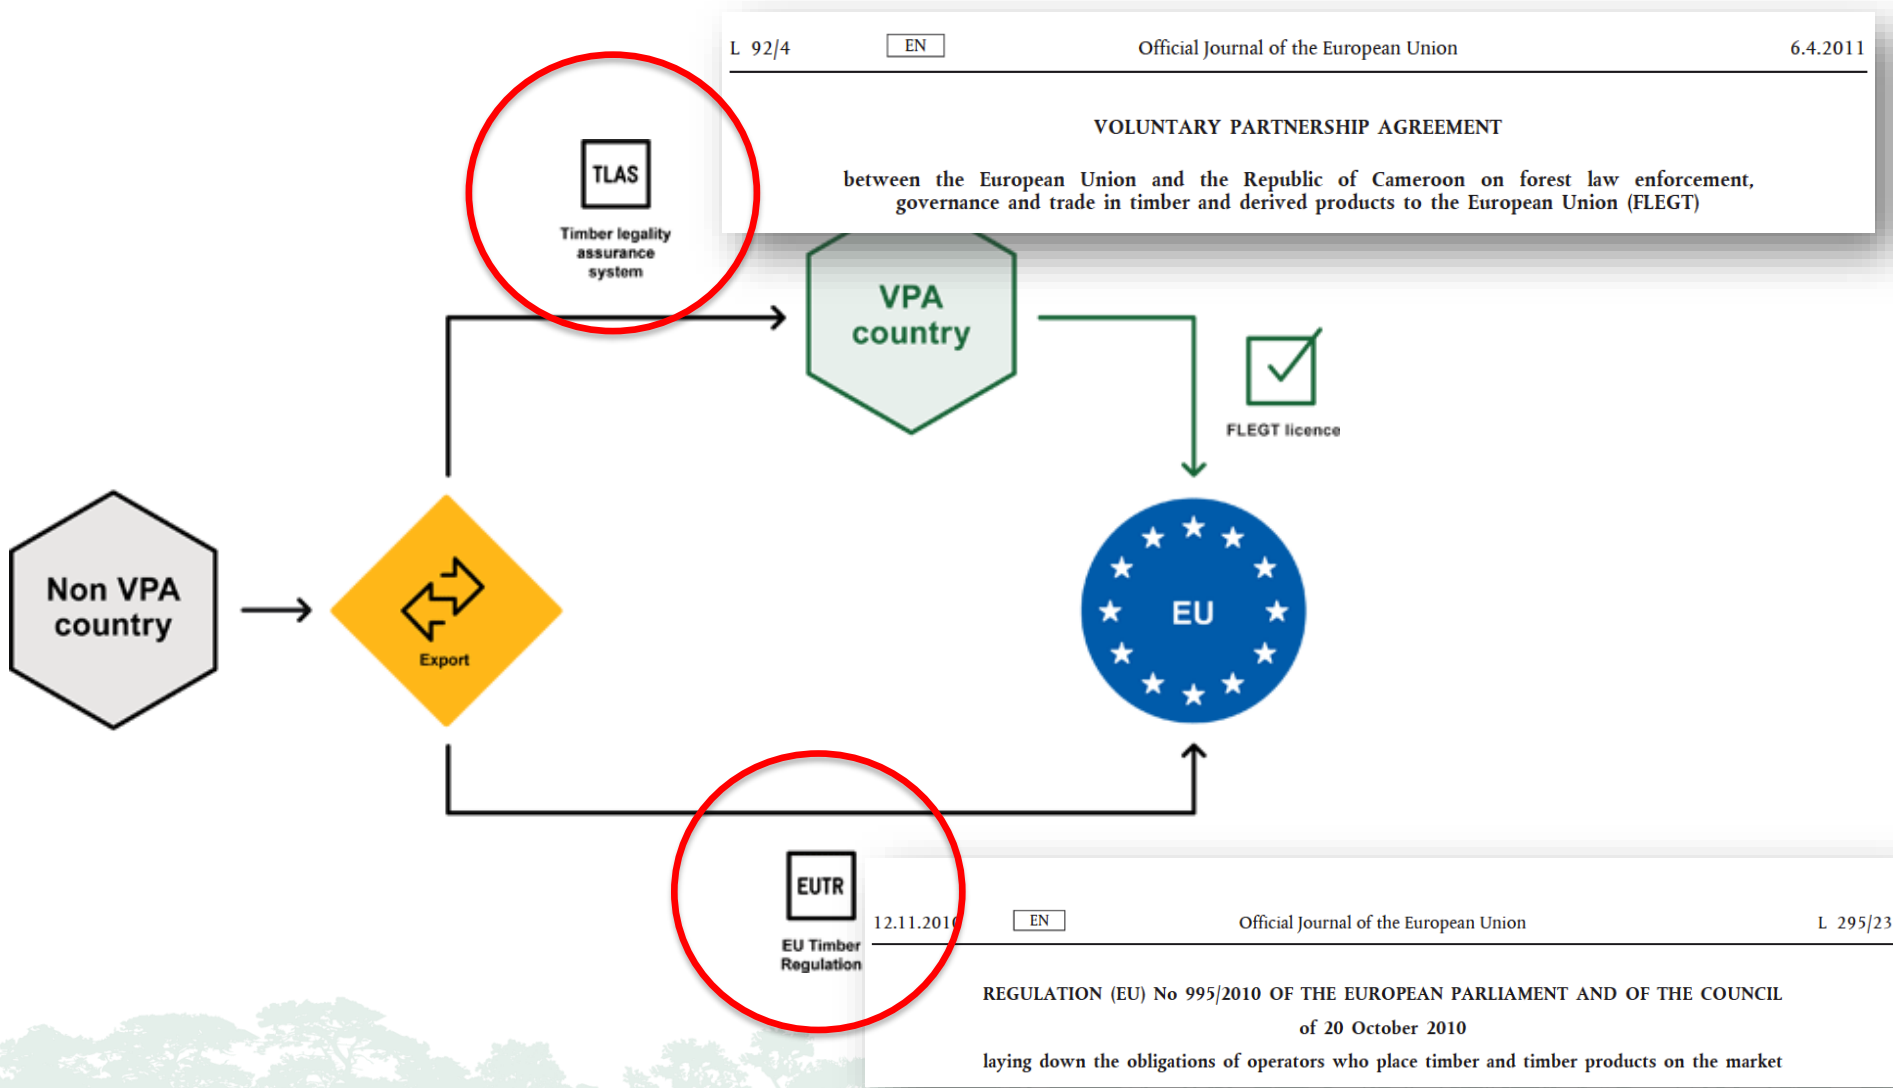 L 92/4 EN Official Journal of the European Union 6.4.2011
VOLUNTARY PARTNERSHIP AGREEMENT
between the European Union and the Republic of Cameroon on forest law enforcement,
governance and trade in timber and derived products to the European Union (FLEGT)
TLAS
Timber legality
assurance
system
VPA
country
FLEGT licence
Non VPA
country
Export
EU
EUTR
EU Timber
Regulation
12.11.2010 EN Official Journal of the European Union L 295/23
REGULATION (EU) No 995/2010 OF THE EUROPEAN PARLIAMENT AND OF THE COUNCIL
of 20 October 2010
laying down the obligations of operators who place timber and timber products on the market